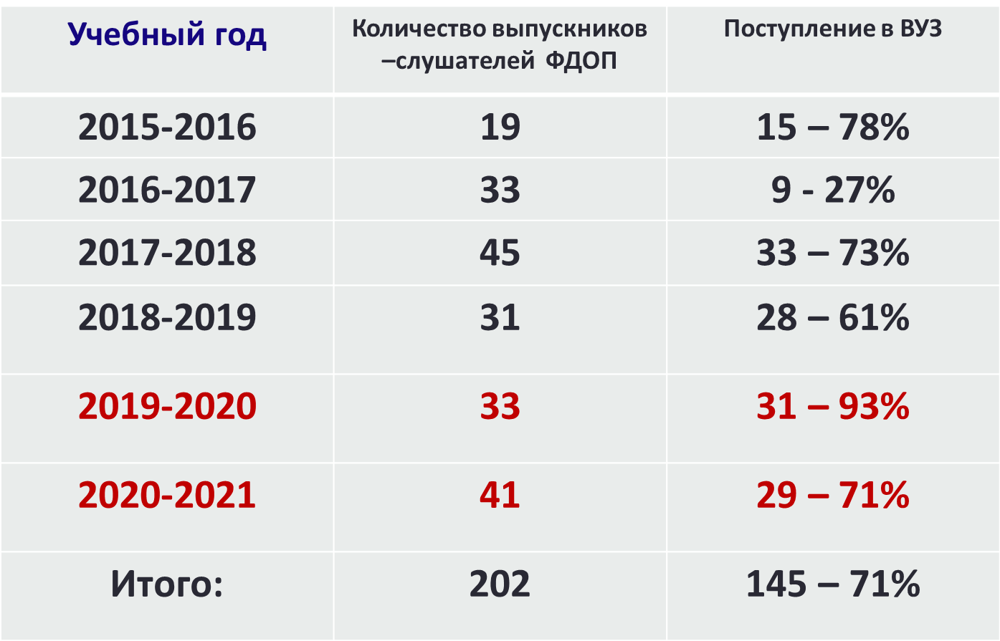 Учебный год
Количество выпускников
–слушателей ФДОП
Поступление в ВУЗ
2015-2016 19 15 – 78%
2016-2017 33 9 - 27%
2017-2018 45 33 – 73%
2018-2019 31 28 – 61%
2019-2020 33 31 – 93%
2020-2021 41 29 – 71%
Итого: 202 145 – 71%